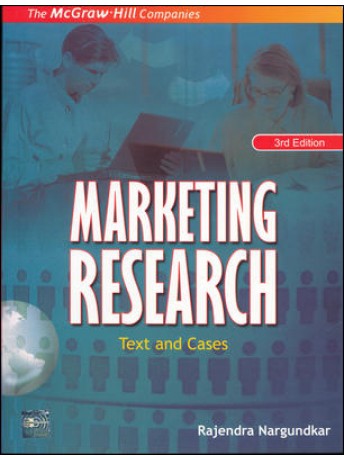 The McGraw·Hill Companies
3rd Edition
MARKETING
RESEARCH
Text and Cases
Rajendra Nargundkar